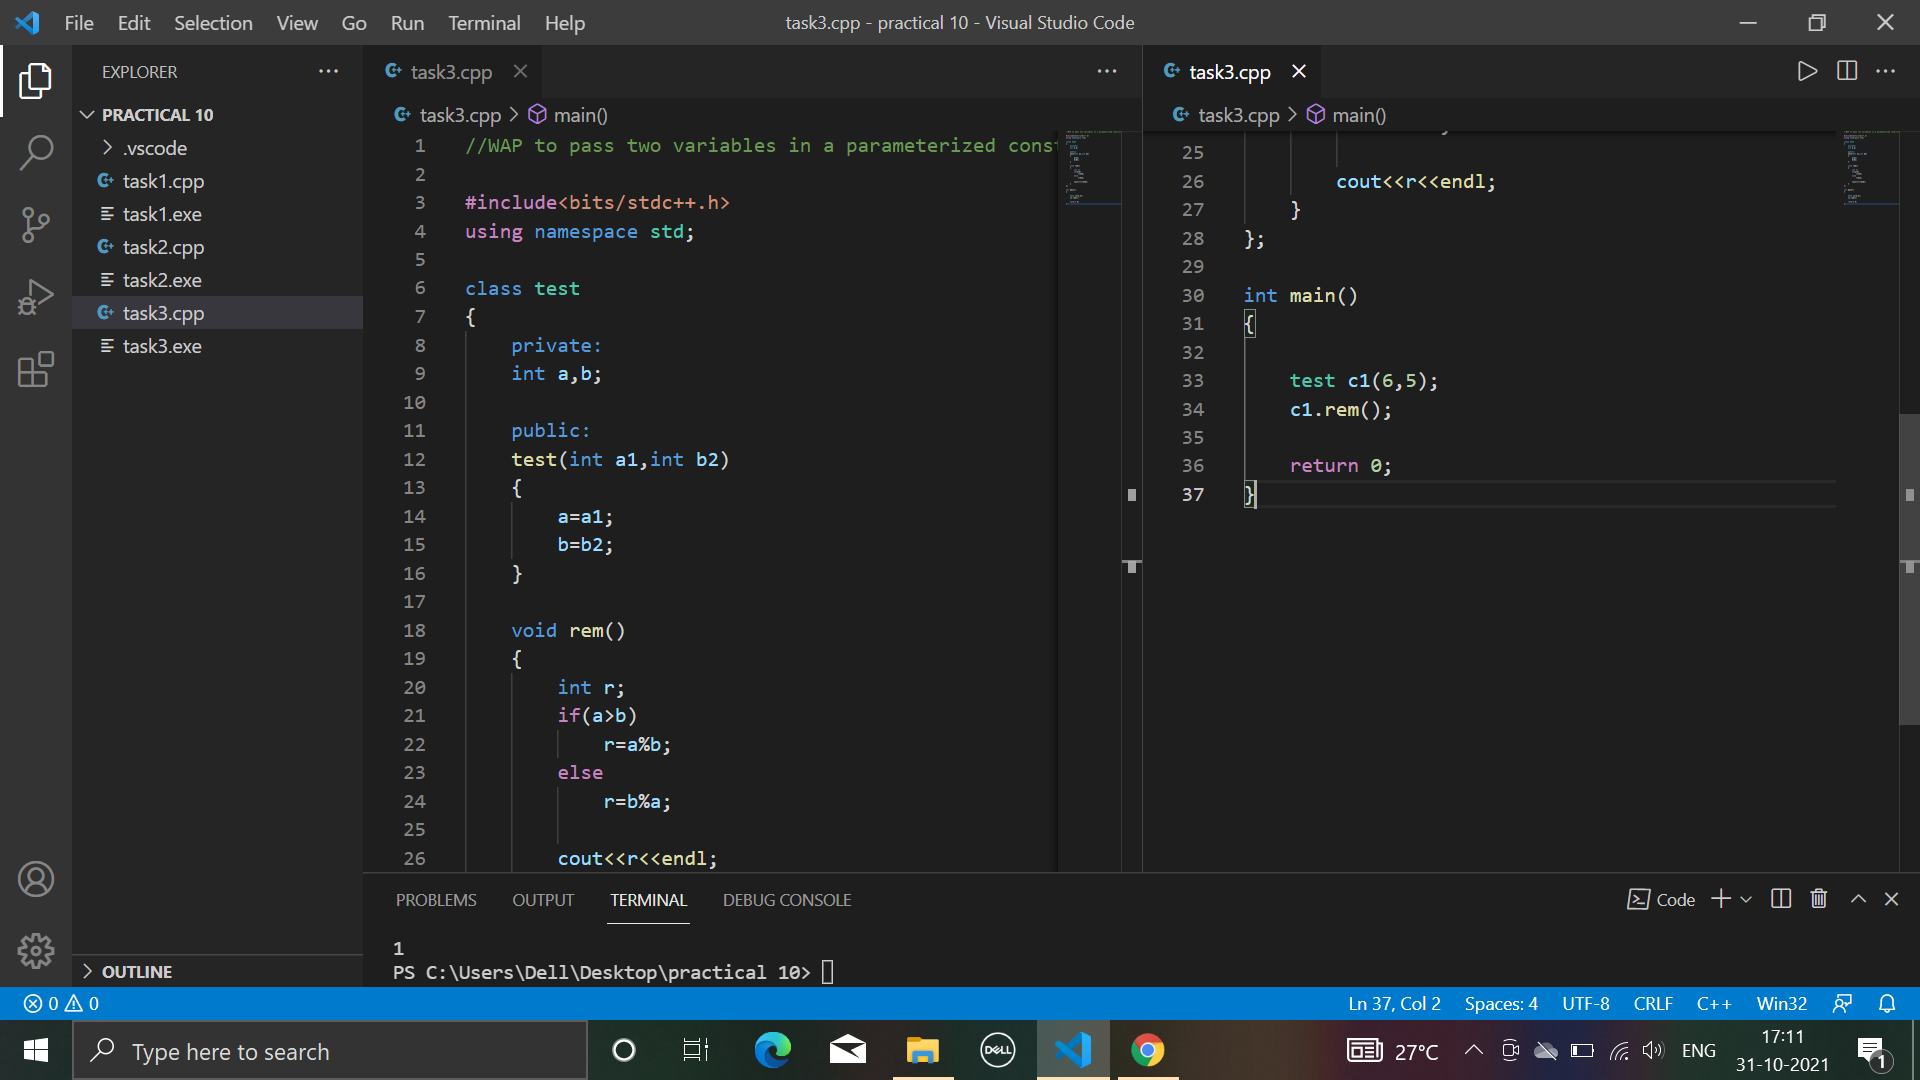 File Edit Selection View Go Run Terminal Help
task3.cpp - practical 10 - Visual Studio Code
EXPLORER
PRACTICAL 10
.vscode
task1.cpp
task1.exe
task2.cpp
task2.exe
task3.cpp
task3.exe
OUTLINE
task3.cpp
task3.cpp > main()
1 //WAP to pass two variables in a parameterized
2
3 #include<bits/stdc++.h>
4 using namespace std;
5
6 class test
7 {
8 private:
9 int a,b;
10
11 public:
12 test(int a1,int b2)
13 {
14 a=a1;
15 b=b2;
16 }
17
18 void rem()
19 {
20 int r;
21 if(a>b)
22 r=a%b;
23 else
24 r=b%a;
25
26 cout<<r<<endl;
task3.cpp
task3.cpp > main()
25
26 cout<<r<<endl;
27 }
28 };
29
30 int main()
31 {
32
33 test c1(6,5);
34 c1.rem();
35
36 return 0;
37 }
PROBLEMS OUTPUT TERMINAL DEBUG CONSOLE
Code
1
PS C:\Users\Dell\Desktop\practical 10>
0 0
Ln 37, Col 2 Spaces: 4 UTF-8 CRLF C++ Win32
Type here to search
DELL
27°C
ENG
17:11
31-10-2021
1